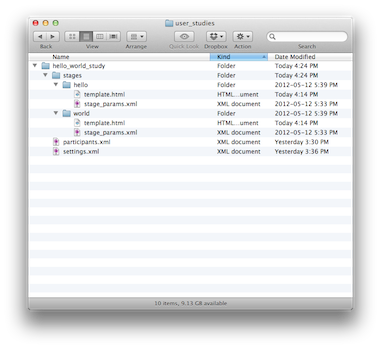 user_studies
Back View Arrange Quick Look Dropbox Action Search
Name Kind Date Modified
hello_world_study Folder Today 4:24 PM
stages Folder Today 4:24 PM
hello Folder 2012-05-12 5:39 PM
template.html HTML...ument Today 4:14 PM
stage_params.xml XML document 2012-05-12 5:33 PM
world Folder 2012-05-12 5:39 PM
template.html HTML...ument Today 4:14 PM
stage_params.xml XML document 2012-05-12 5:33 PM
participants.xml XML document Yesterday 3:30 PM
settings.xml XML document Yesterday 3:36 PM
10 items, 9.13 GB available